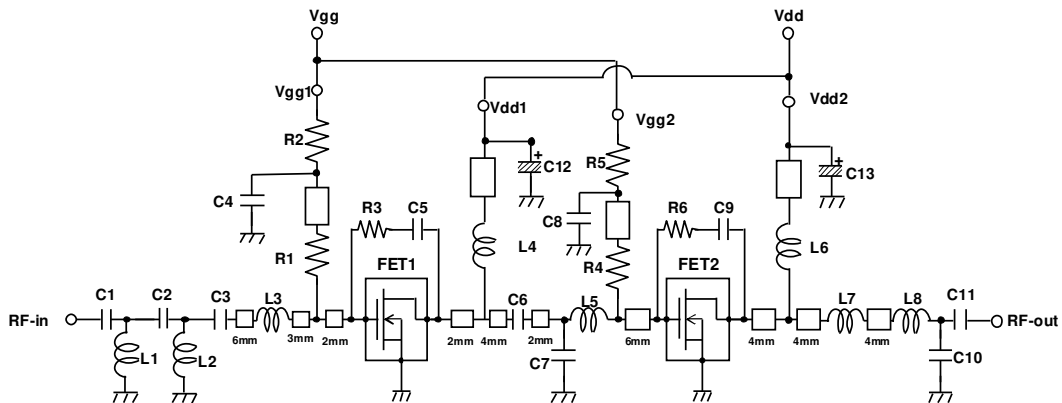 Vgg
Vdd
Vgg1
Vdd1
Vgg2
Vdd2
R2
C12
R5
C13
C4
R3
C5
C8
R6
C9
L4
L6
R1
FET1
R4
FET2
RF-in
C1
C2
C3
L3
C6
L5
L7
L8
C11
RF-out
6mm
3mm
2mm
2mm
4mm
2mm
6mm
4mm
4mm
4mm
L1
L2
C7
C10